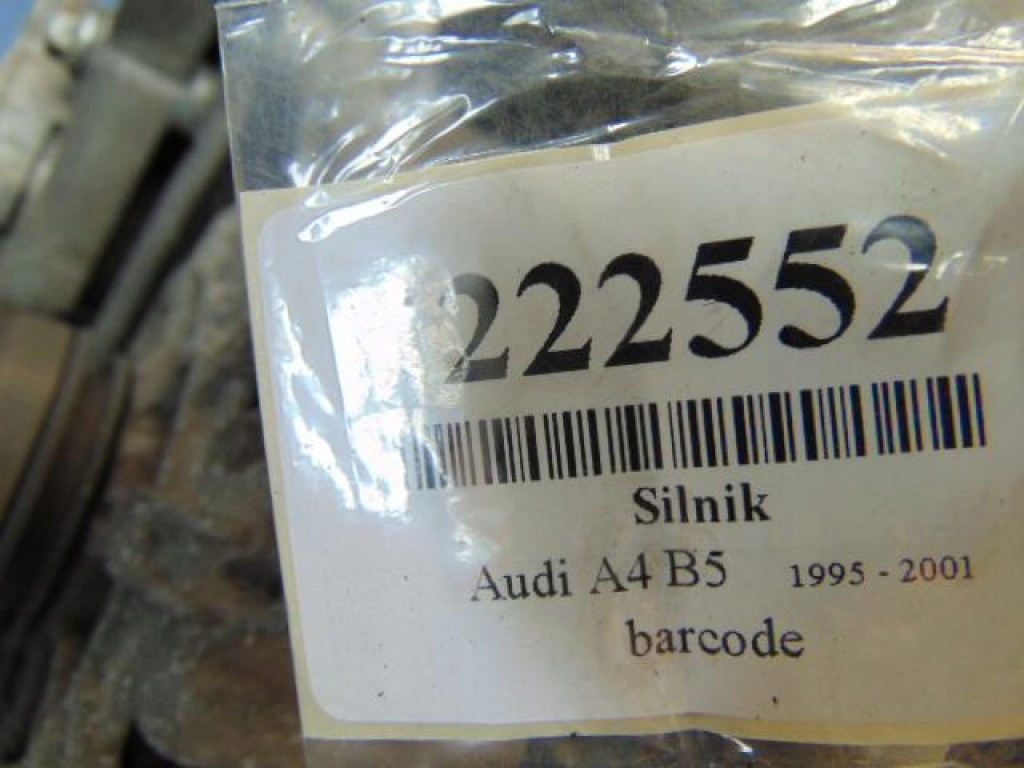 222552
Silnik
Audi A4 B5 1995 - 2001
barcode